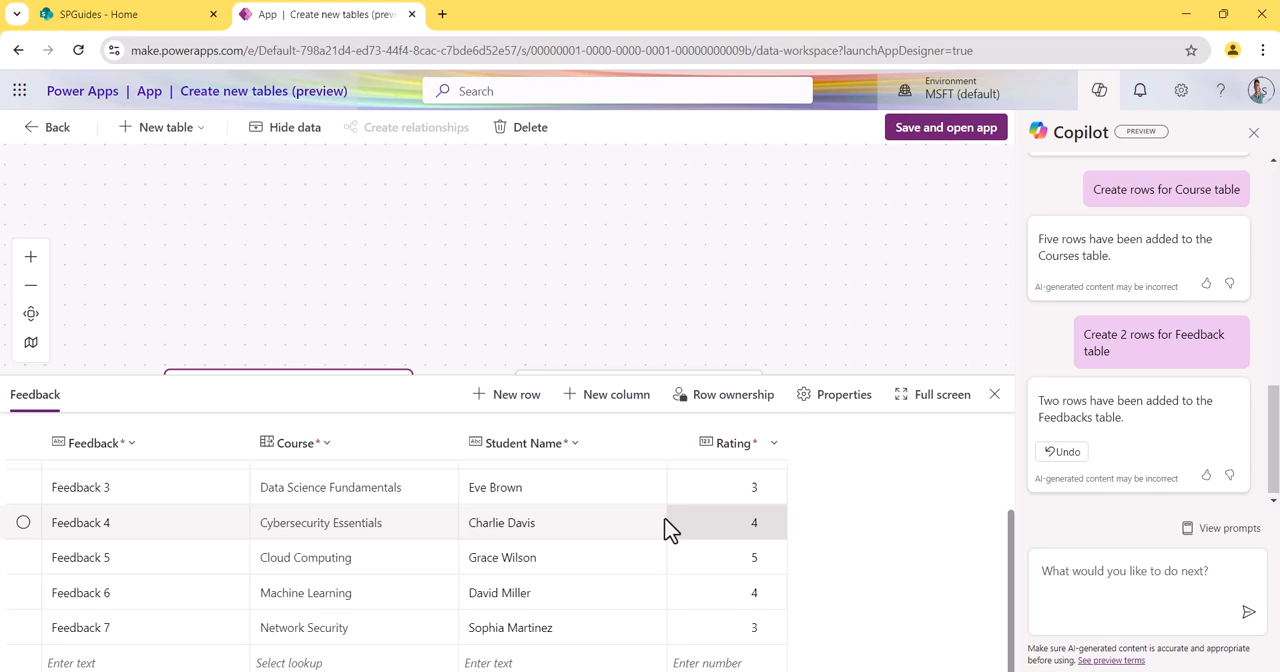 SPGuides - Home
App | Create new tables (previ
make.powerapps.com/e/Default-798a21d4-ed73-44f4-8cac-c7bde6d52e57/s/00000001-0000-0000-0001-00000000009b/data-workspace?launchAppDesigner=true
Power Apps | App | Create new tables (preview)
Search
Environment
MSFT (default)
Back
New table
Hide data
Create relationships
Delete
Save and open app
Copilot PREVIEW
Create rows for Course table
Five rows have been added to the
Courses table.
AI-generated content may be incorrect
Create 2 rows for Feedback
table
Two rows have been added to the
Feedbacks table.
Undo
AI-generated content may be incorrect
View prompts
What would you like to do next?
Make sure AI-generated content is accurate and appropriate
before using. See preview terms
Feedback
New row
New column
Row ownership
Properties
Full screen
Abc Feedback * Course * Abc Student Name * 123 Rating *
Feedback 3 Data Science Fundamentals Eve Brown 3
Feedback 4 Cybersecurity Essentials Charlie Davis 4
Feedback 5 Cloud Computing Grace Wilson 5
Feedback 6 Machine Learning David Miller 4
Feedback 7 Network Security Sophia Martinez 3
Enter text Select lookup Enter text Enter number